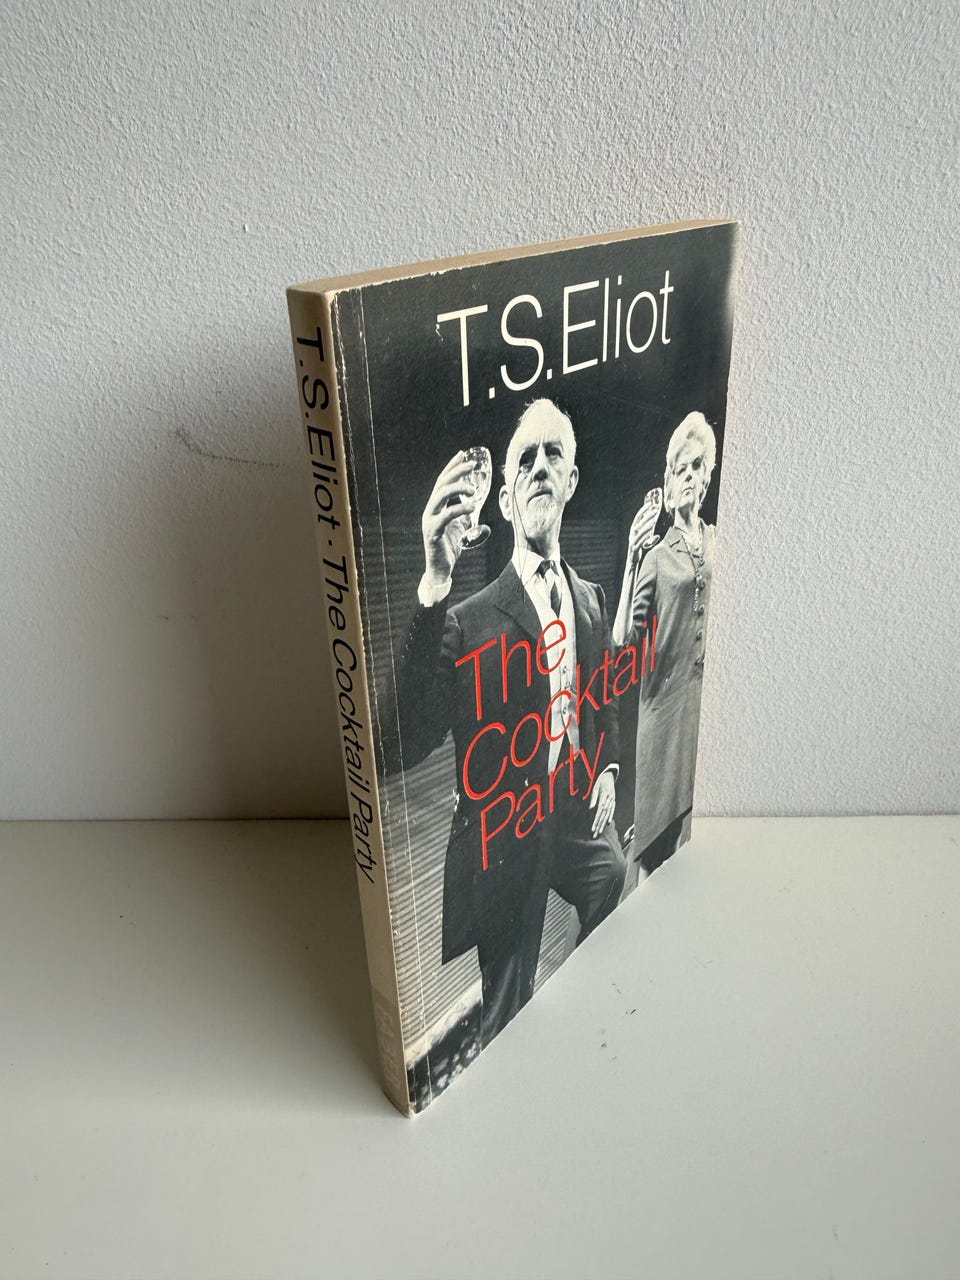 T.S.Eliot
The
Cocktail
Party
T.S.Eliot · The Cocktail Party